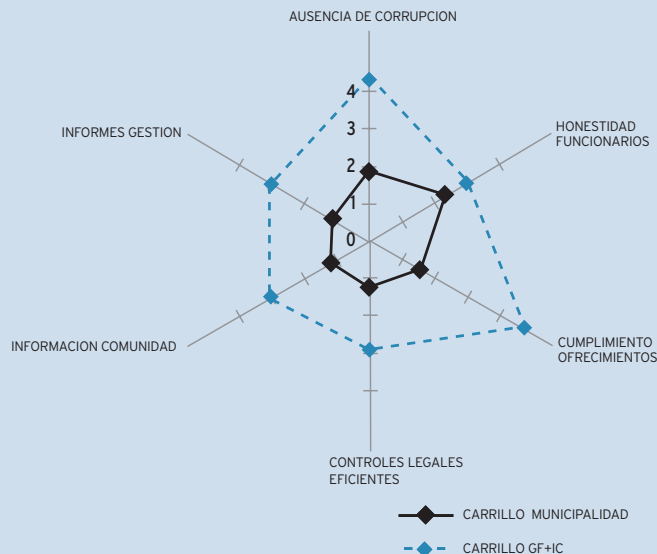 AUSENCIA DE CORRUPCION
4
INFORMES GESTION
HONESTIDAD
FUNCIONARIOS
3
2
1
0
INFORMACION COMUNIDAD
CUMPLIMIENTO
OFRECIMIENTOS
CONTROLES LEGALES
EFICIENTES
CARRILLO MUNICIPALIDAD
CARRILLO GF+IC